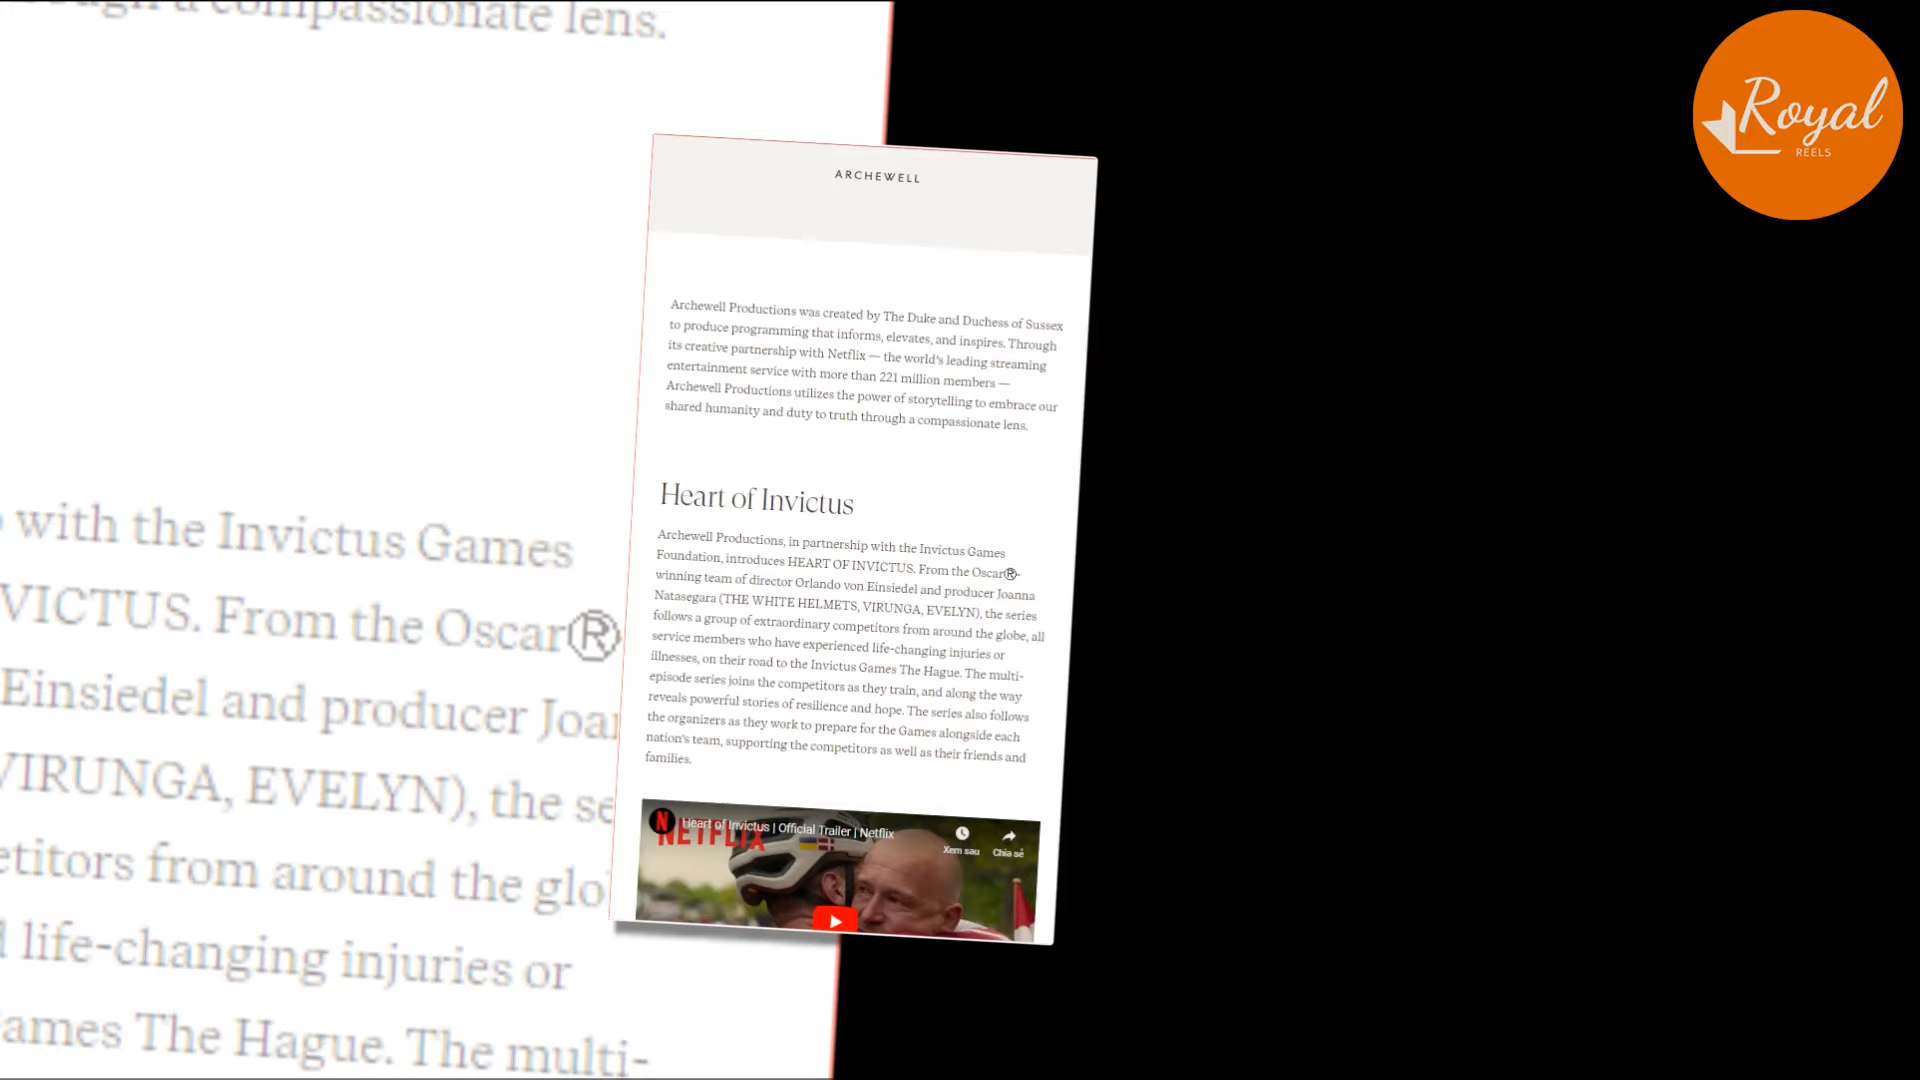 ough a compassionate lens.
with the Invictus Games
VICTUS. From the Oscar®
Einsiedel and producer Joan
VIRUNGA, EVELYN), the se
etitors from around the glo
life-changing injuries or
ames The Hague. The multi-
ARCHEWELL
Archewell Productions was created by The Duke and Duchess of Sussex
to produce programming that informs, elevates, and inspires. Through
its creative partnership with Netflix — the world's leading streaming
entertainment service with more than 221 million members —
Archewell Productions utilizes the power of storytelling to embrace our
shared humanity and duty to truth through a compassionate lens.
Heart of Invictus
Archewell Productions, in partnership with the Invictus Games
Foundation, introduces HEART OF INVICTUS. From the Oscar®-
winning team of director Orlando von Einsiedel and producer Joanna
Natasegara (THE WHITE HELMETS, VIRUNGA, EVELYN), the series
follows a group of extraordinary competitors from around the globe, all
service members who have experienced life-changing injuries or
illnesses, on their road to the Invictus Games The Hague. The multi-
episode series joins the competitors as they train, and along the way
reveals powerful stories of resilience and hope. The series also follows
the organizers as they work to prepare for the Games alongside each
nation's team, supporting the competitors as well as their friends and
families.
N Heart of Invictus | Official Trailer | Netflix
NETFLIX
Xem sau Chia sẻ
Royal
REELS